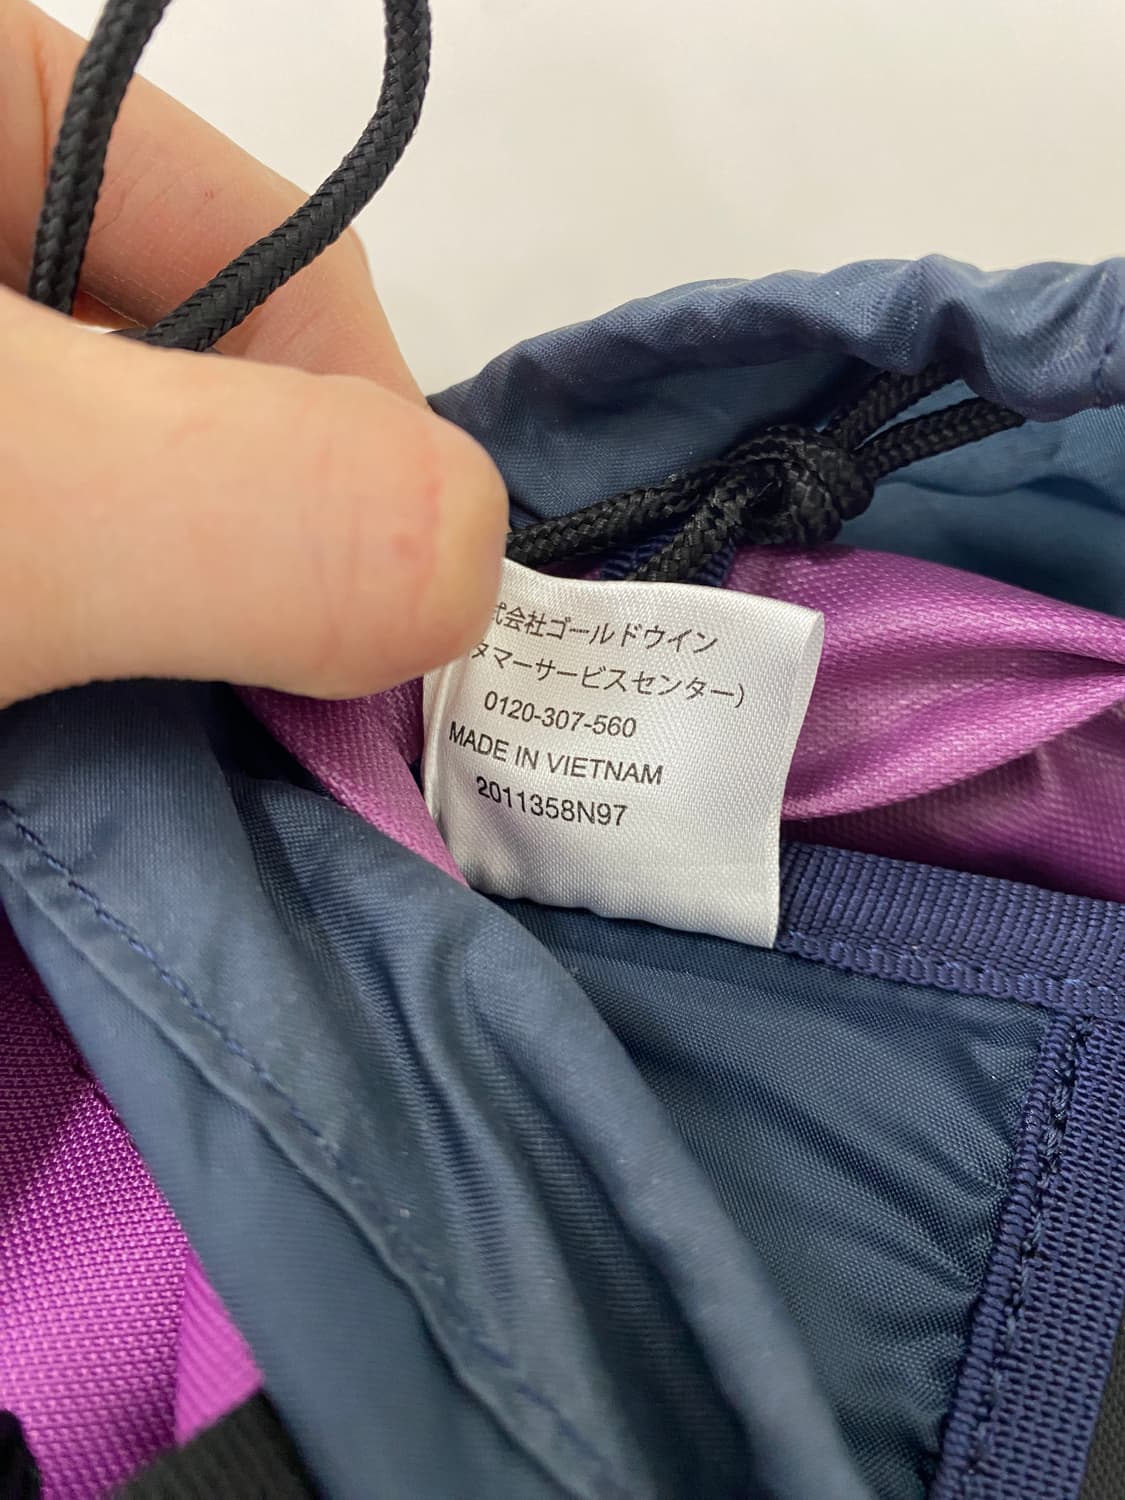 式会社ゴールドウイン
タマーサービスセンター)
0120-307-560
MADE IN VIETNAM
2011358N97